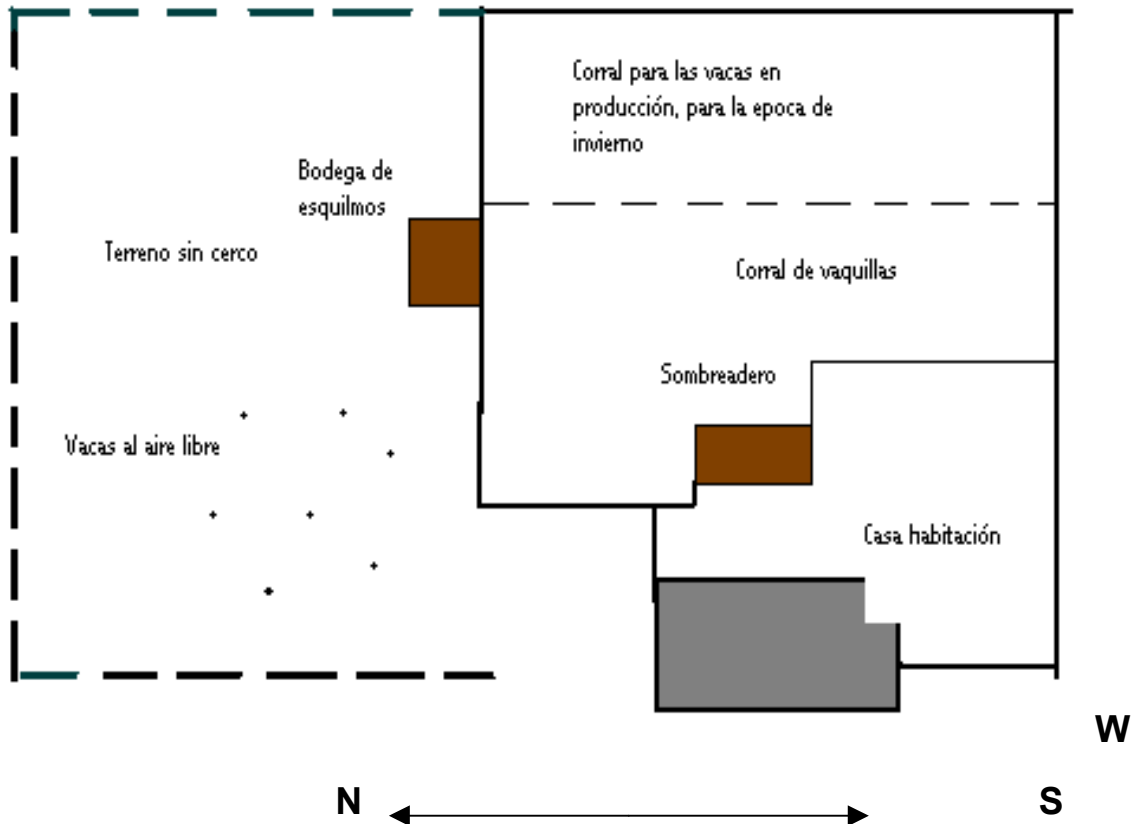 Corral para las vacas en
producción, para la epoca de
invierno
Bodega de
esquilmos
Terreno sin cerco
Corral de vaquillas
Sombreadero
Vacas al aire libre
Casa habitación
W
N
S